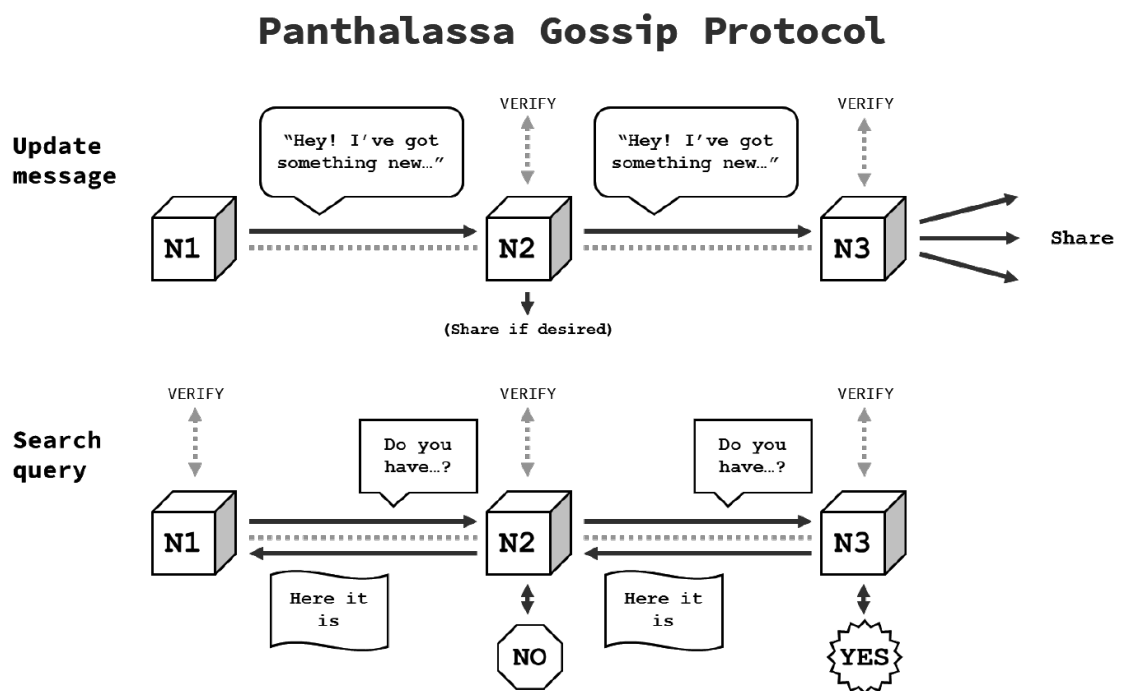 Panthalassa Gossip Protocol
VERIFY
VERIFY
Update
message
“Hey! I’ve got
something new…”
“Hey! I’ve got
something new…”
N1
N2
N3
Share
(Share if desired)
VERIFY
VERIFY
VERIFY
Search
query
Do you
have…?
Do you
have…?
N1
N2
N3
Here it
is
Here it
is
NO
YES